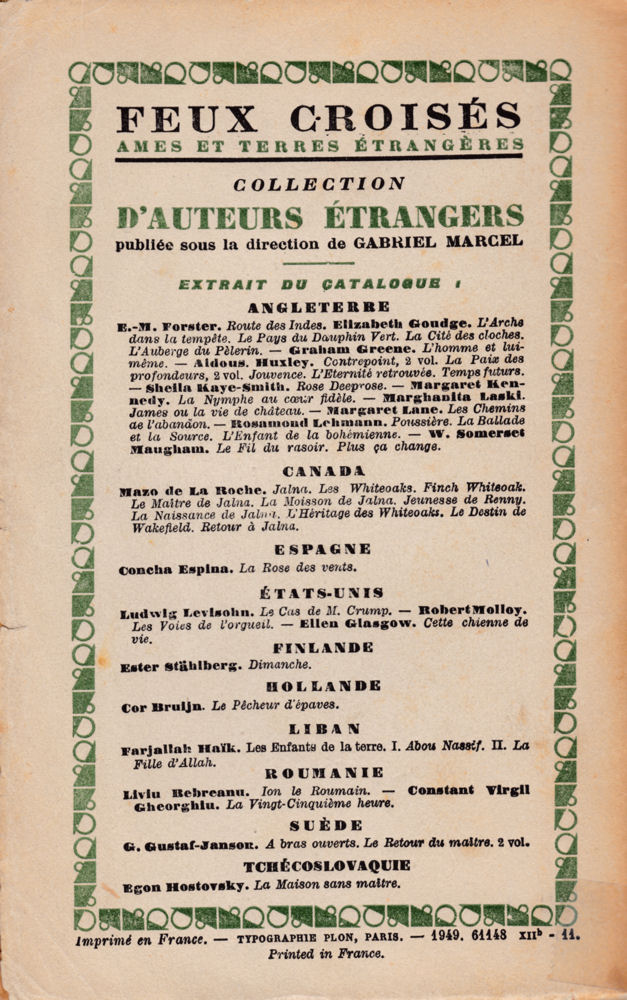 FEUX CROISÉS
AMES ET TERRES ÉTRANGÈRES
COLLECTION
D'AUTEURS ÉTRANGERS
publiée sous la direction de GABRIEL MARCEL
EXTRAIT DU CATALOGUE :
ANGLETERRE
E.-M. Forster. Route des Indes. Elizabeth Goudge. L'Arche
dans la tempête. Le Pays du Dauphin Vert. La Cité des cloches.
L'Auberge du Pèlerin. — Graham Greene. L'homme et lui-
même. — Aldous. Huxley. Contrepoint, 2 vol. La Paix des
profondeurs, 2 vol. Jouvence. L'Eternité retrouvée. Temps futurs.
— Sheila Kaye-Smith. Rose Deeprose. — Margaret Ken-
nedy. La Nymphe au cœur fidèle. — Marghanita Laski.
James ou la vie de château. — Margaret Lane. Les Chemins
de l'abandon. — Rosamond Lehmann. Poussière. La Ballade
et la Source. L'Enfant de la bohémienne. — W. Somerset
Maugham. Le Fil du rasoir. Plus ça change.
CANADA
Mazo de La Roche. Jalna. Les Whiteoaks. Finch Whiteoak.
Le Maître de Jalna. La Moisson de Jalna. Jeunesse de Renny.
La Naissance de Jalna. L'Héritage des Whiteoaks. Le Destin de
Wakefield. Retour à Jalna.
ESPAGNE
Concha Espina. La Rose des vents.
ÉTATS-UNIS
Ludwig Levisohn. Le Cas de M. Crump. — Robert Molloy.
Les Voies de l'orgueil. — Ellen Glasgow. Cette chienne de
vie.
FINLANDE
Ester Stählberg. Dimanche.
HOLLANDE
Cor Bruijn. Le Pêcheur d'épaves.
LIBAN
Farjallah Haïk. Les Enfants de la terre. I. Abou Nassif. II. La
Fille d'Allah.
ROUMANIE
Liviu Rebreanu. Ion le Roumain. — Constant Virgil
Gheorghiu. La Vingt-Cinquième heure.
SUÈDE
G. Gustaf-Janson. A bras ouverts. Le Retour du maître. 2 vol.
TCHÉCOSLOVAQUIE
Egon Hostovsky. La Maison sans maître.
Imprimé en France. — TYPOGRAPHIE PLON, PARIS. — 1949. 61148 XIIb - 11.
Printed in France.